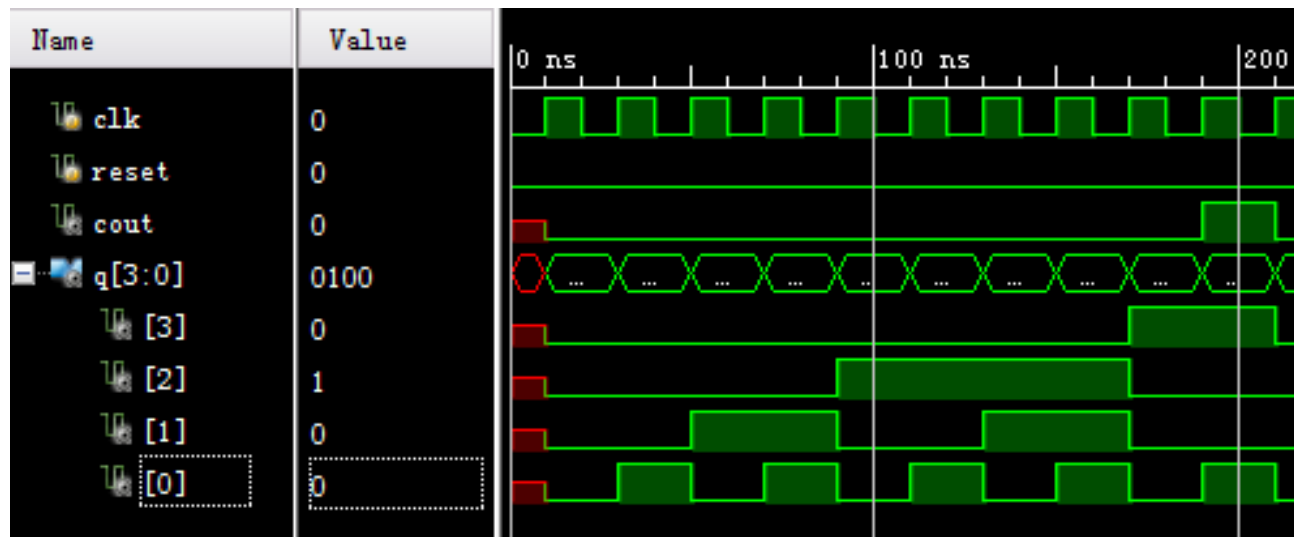 Name Value 0 ns 100 ns 200
clk 0
reset 0
cout 0
q[3:0] 0100 ... ... ... ... .. ... ... ... ... ..
[3] 0
[2] 1
[1] 0
[0] 0